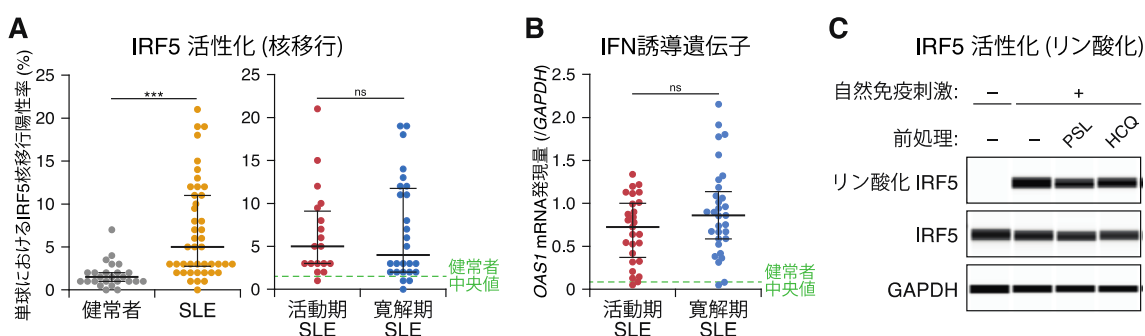 A
IRF5 活性化 (核移行)
単球におけるIRF5核移行陽性率 (%)
25
20
15
10
5
0
***
健常者
SLE
25
20
15
10
5
0
ns
健常者
中央値
活動期
SLE
寛解期
SLE
B
IFN誘導遺伝子
OAS1 mRNA発現量 (/GAPDH)
2.5
2.0
1.5
1.0
0.5
0
ns
健常者
中央値
活動期
SLE
寛解期
SLE
C
IRF5 活性化 (リン酸化)
自然免疫刺激: – +
前処理: – – PSL HCQ
リン酸化 IRF5
IRF5
GAPDH